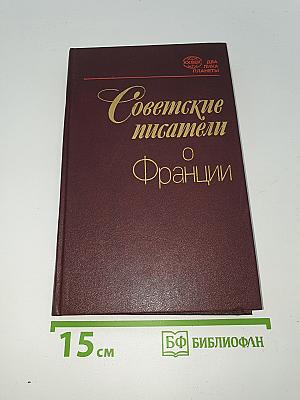 ДВА
ЛИКА
ПЛАНЕТЫ
Советские
писатели
о
Франции
15 см
БФ БИБЛИОФАН